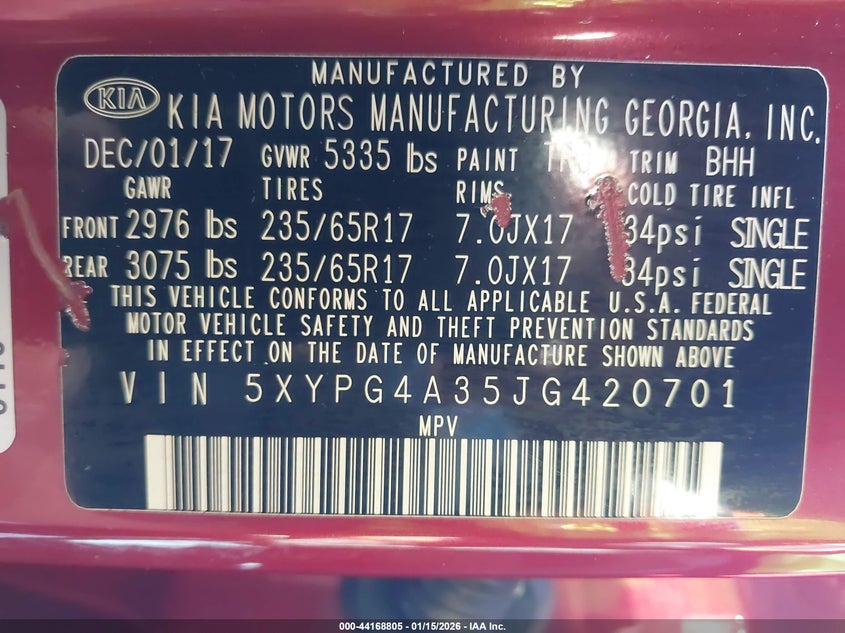 MANUFACTURED BY
KIA KIA MOTORS MANUFACTURING GEORGIA, INC.
DEC/01/17 GVWR 5335 lbs PAINT TRIM BHH
GAWR TIRES RIMS COLD TIRE INFL
FRONT 2976 lbs 235/65R17 7.0JX17 34psi SINGLE
REAR 3075 lbs 235/65R17 7.0JX17 34psi SINGLE
THIS VEHICLE CONFORMS TO ALL APPLICABLE U.S.A. FEDERAL
MOTOR VEHICLE SAFETY AND THEFT PREVENTION STANDARDS
IN EFFECT ON THE DATE OF MANUFACTURE SHOWN ABOVE
VIN 5XYPG4A35JG420701
MPV
000-44168805 - 01/15/2026 - IAA Inc.